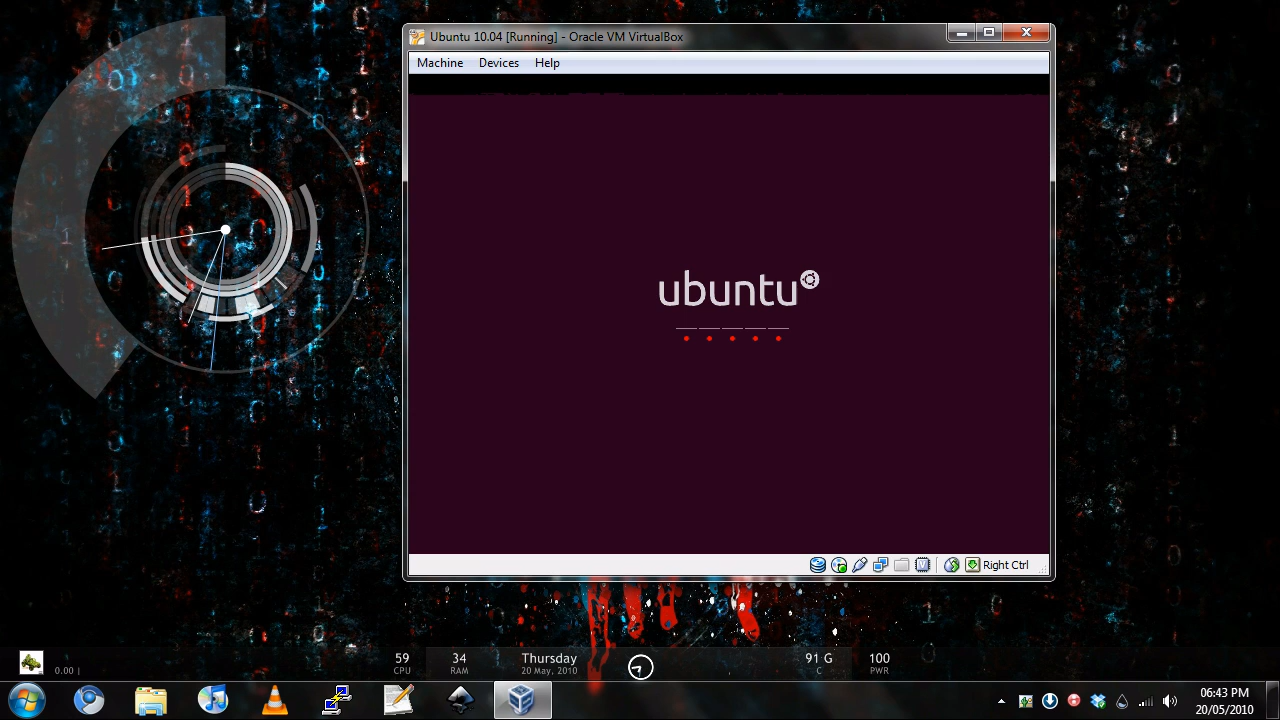 Ubuntu 10.04 [Running] - Oracle VM VirtualBox
Machine Devices Help
ubuntu
Right Ctrl
0.00 |
59 34 Thursday 91 G 100
CPU RAM 20 May, 2010 C PWR
06:43 PM
20/05/2010